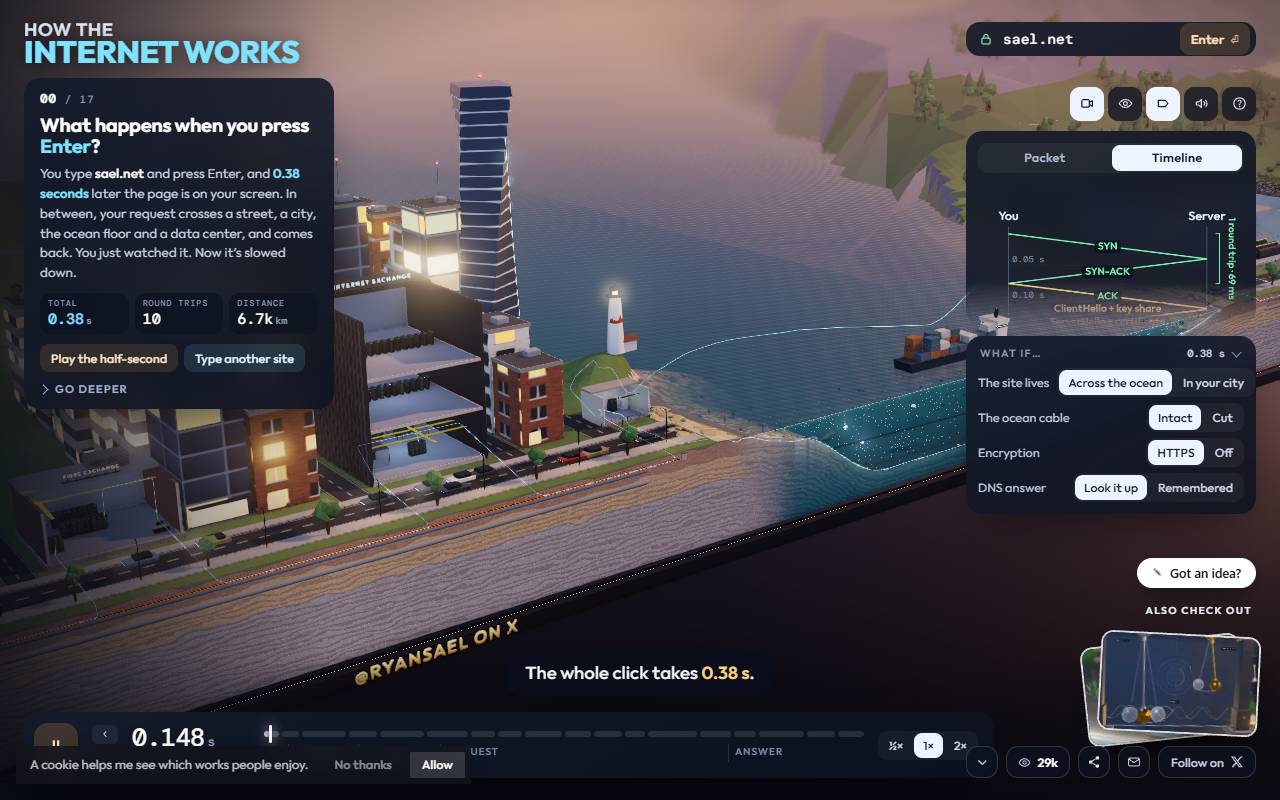 HOW THE
INTERNET WORKS
00 / 17
What happens when you press
Enter?
You type sael.net and press Enter, and 0.38
seconds later the page is on your screen. In
between, your request crosses a street, a city,
the ocean floor and a data center, and comes
back. You just watched it. Now it's slowed
down.
TOTAL
0.38 s
ROUND TRIPS
10
DISTANCE
6.7k km
Play the half-second
Type another site
GO DEEPER
INTERNET EXCHANGE
@RYANSAEL ON X
The whole click takes 0.38 s.
0.148 s
UEST
ANSWER
½×
1×
2×
A cookie helps me see which works people enjoy.
No thanks
Allow
sael.net
Enter ⏎
Packet
Timeline
You
Server
SYN
0.05 s
SYN-ACK
0.10 s
ACK
ClientHello + key share
1 round trip · 69 ms
WHAT IF...
0.38 s
The site lives
Across the ocean
In your city
The ocean cable
Intact
Cut
Encryption
HTTPS
Off
DNS answer
Look it up
Remembered
Got an idea?
ALSO CHECK OUT
29k
Follow on X